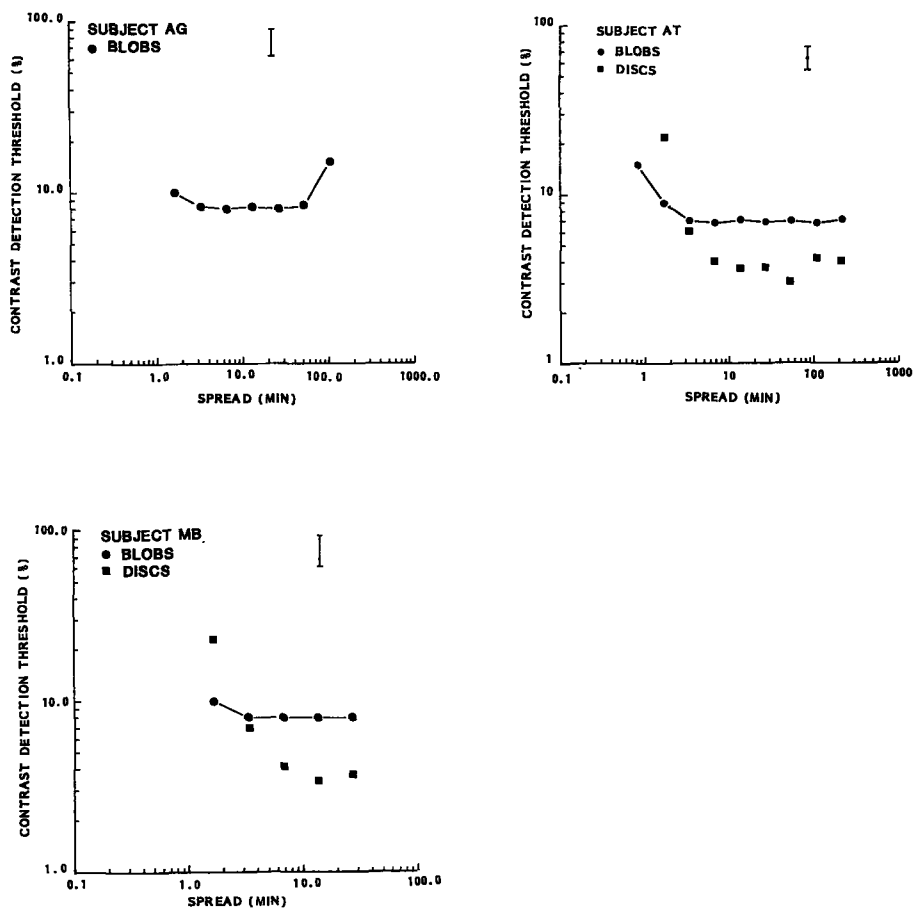 SUBJECT AG
● BLOBS
CONTRAST DETECTION THRESHOLD (%)
100.0
10.0
1.0
0.1 1.0 10.0 100.0 1000.0
SPREAD (MIN)
SUBJECT AT
● BLOBS
■ DISCS
CONTRAST DETECTION THRESHOLD (%)
100
10
1
0.1 1 10 100 1000
SPREAD (MIN)
SUBJECT MB
● BLOBS
■ DISCS
CONTRAST DETECTION THRESHOLD (%)
100.0
10.0
1.0
0.1 1.0 10.0 100.0
SPREAD (MIN)